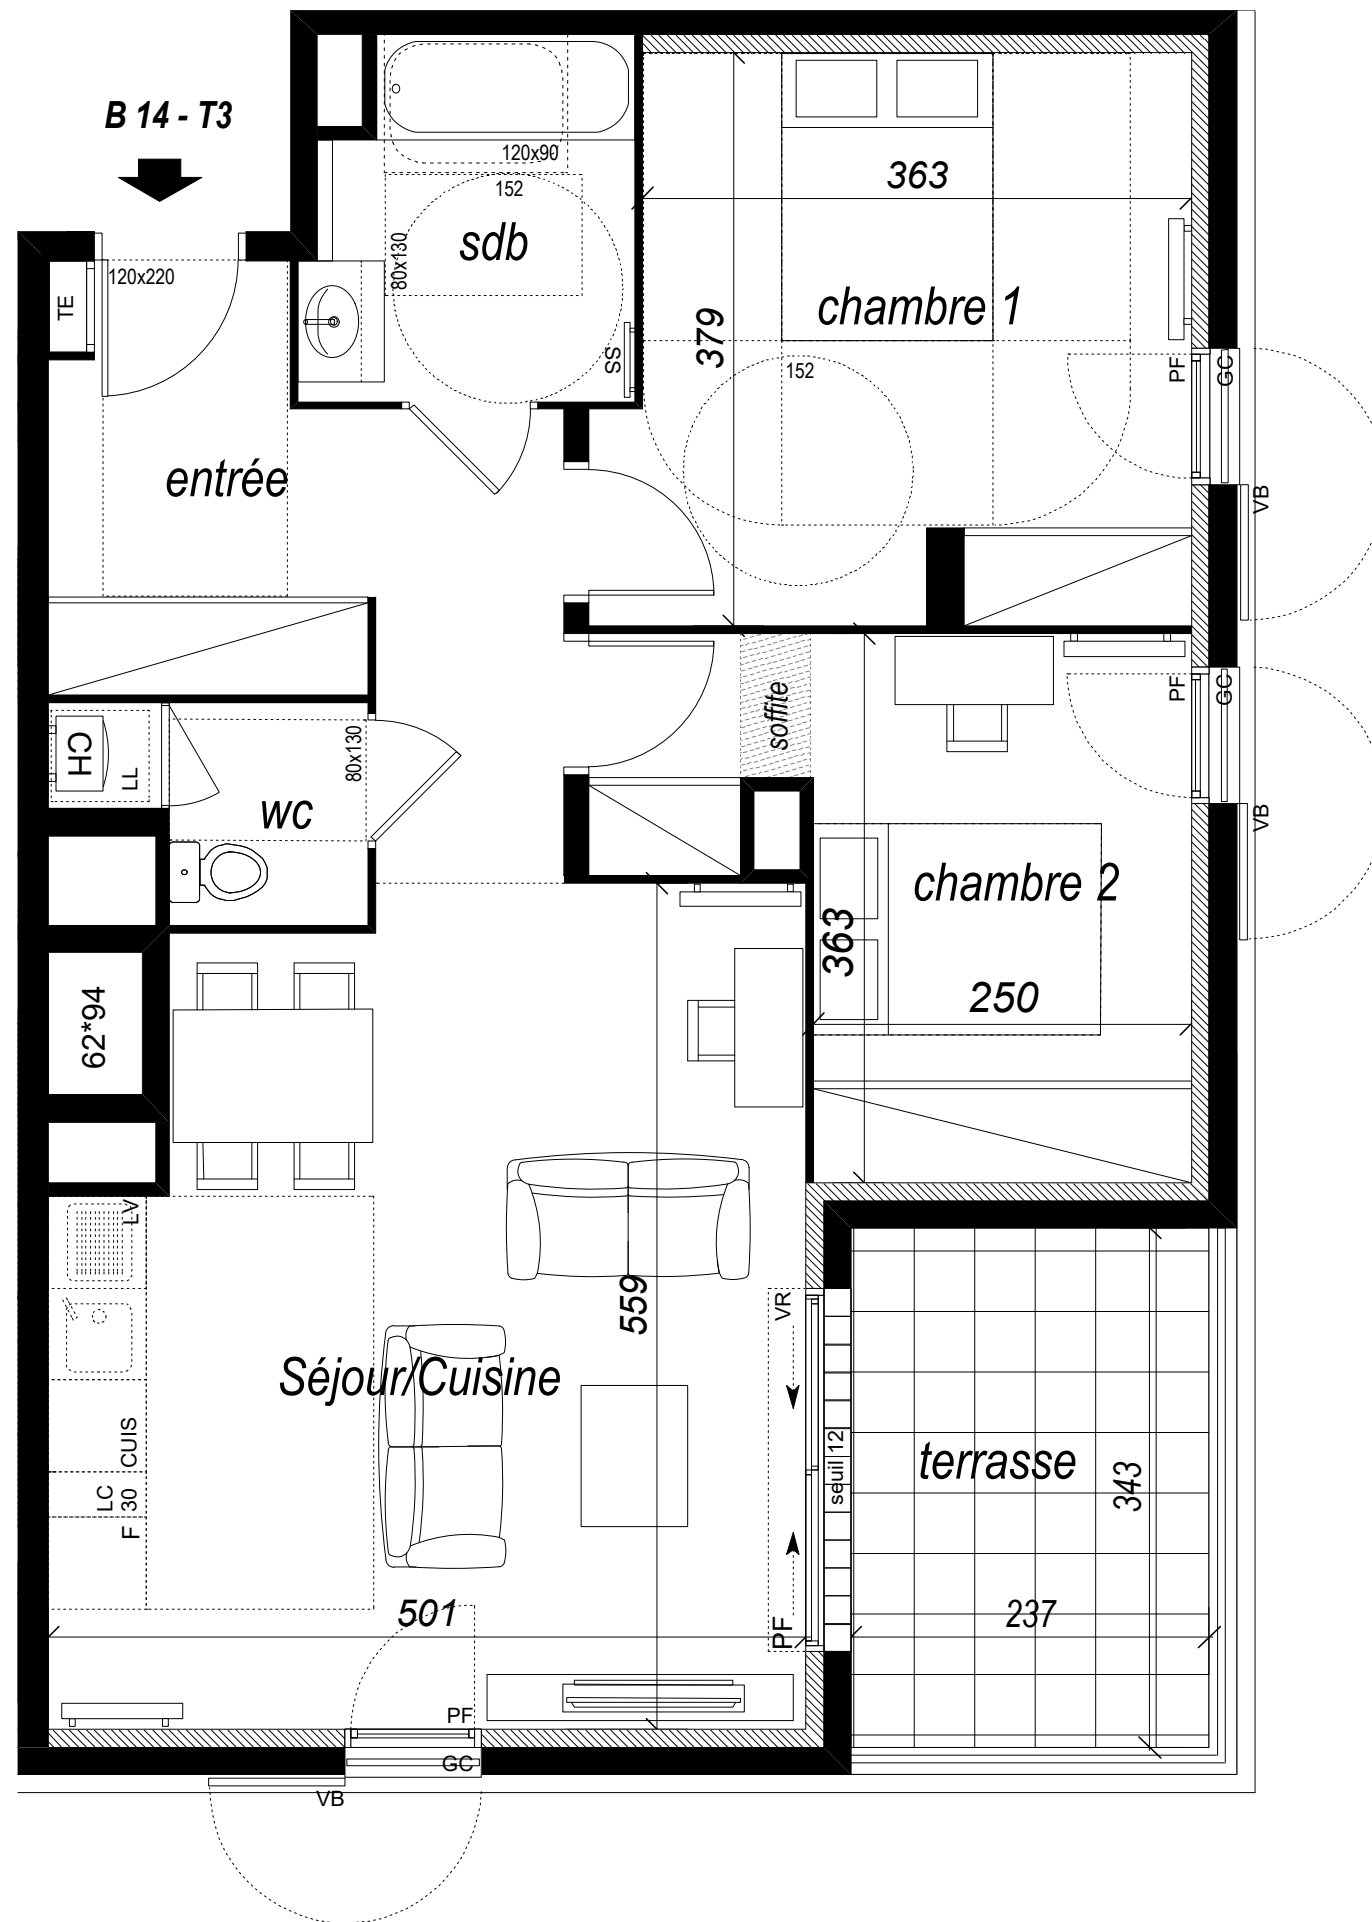 B 14 - T3
120x90
152
363
120x220
TE
80x130
sdb
SS
379
chambre 1
152
PF
GC
VB
entrée
soffite
PF
GC
VB
CH
LL
wc
80x130
chambre 2
363
250
62*94
LV
559
VR
Séjour/Cuisine
CUIS
LC
30
F
seuil 12
terrasse
343
501
PF
237
PF
GC
VB